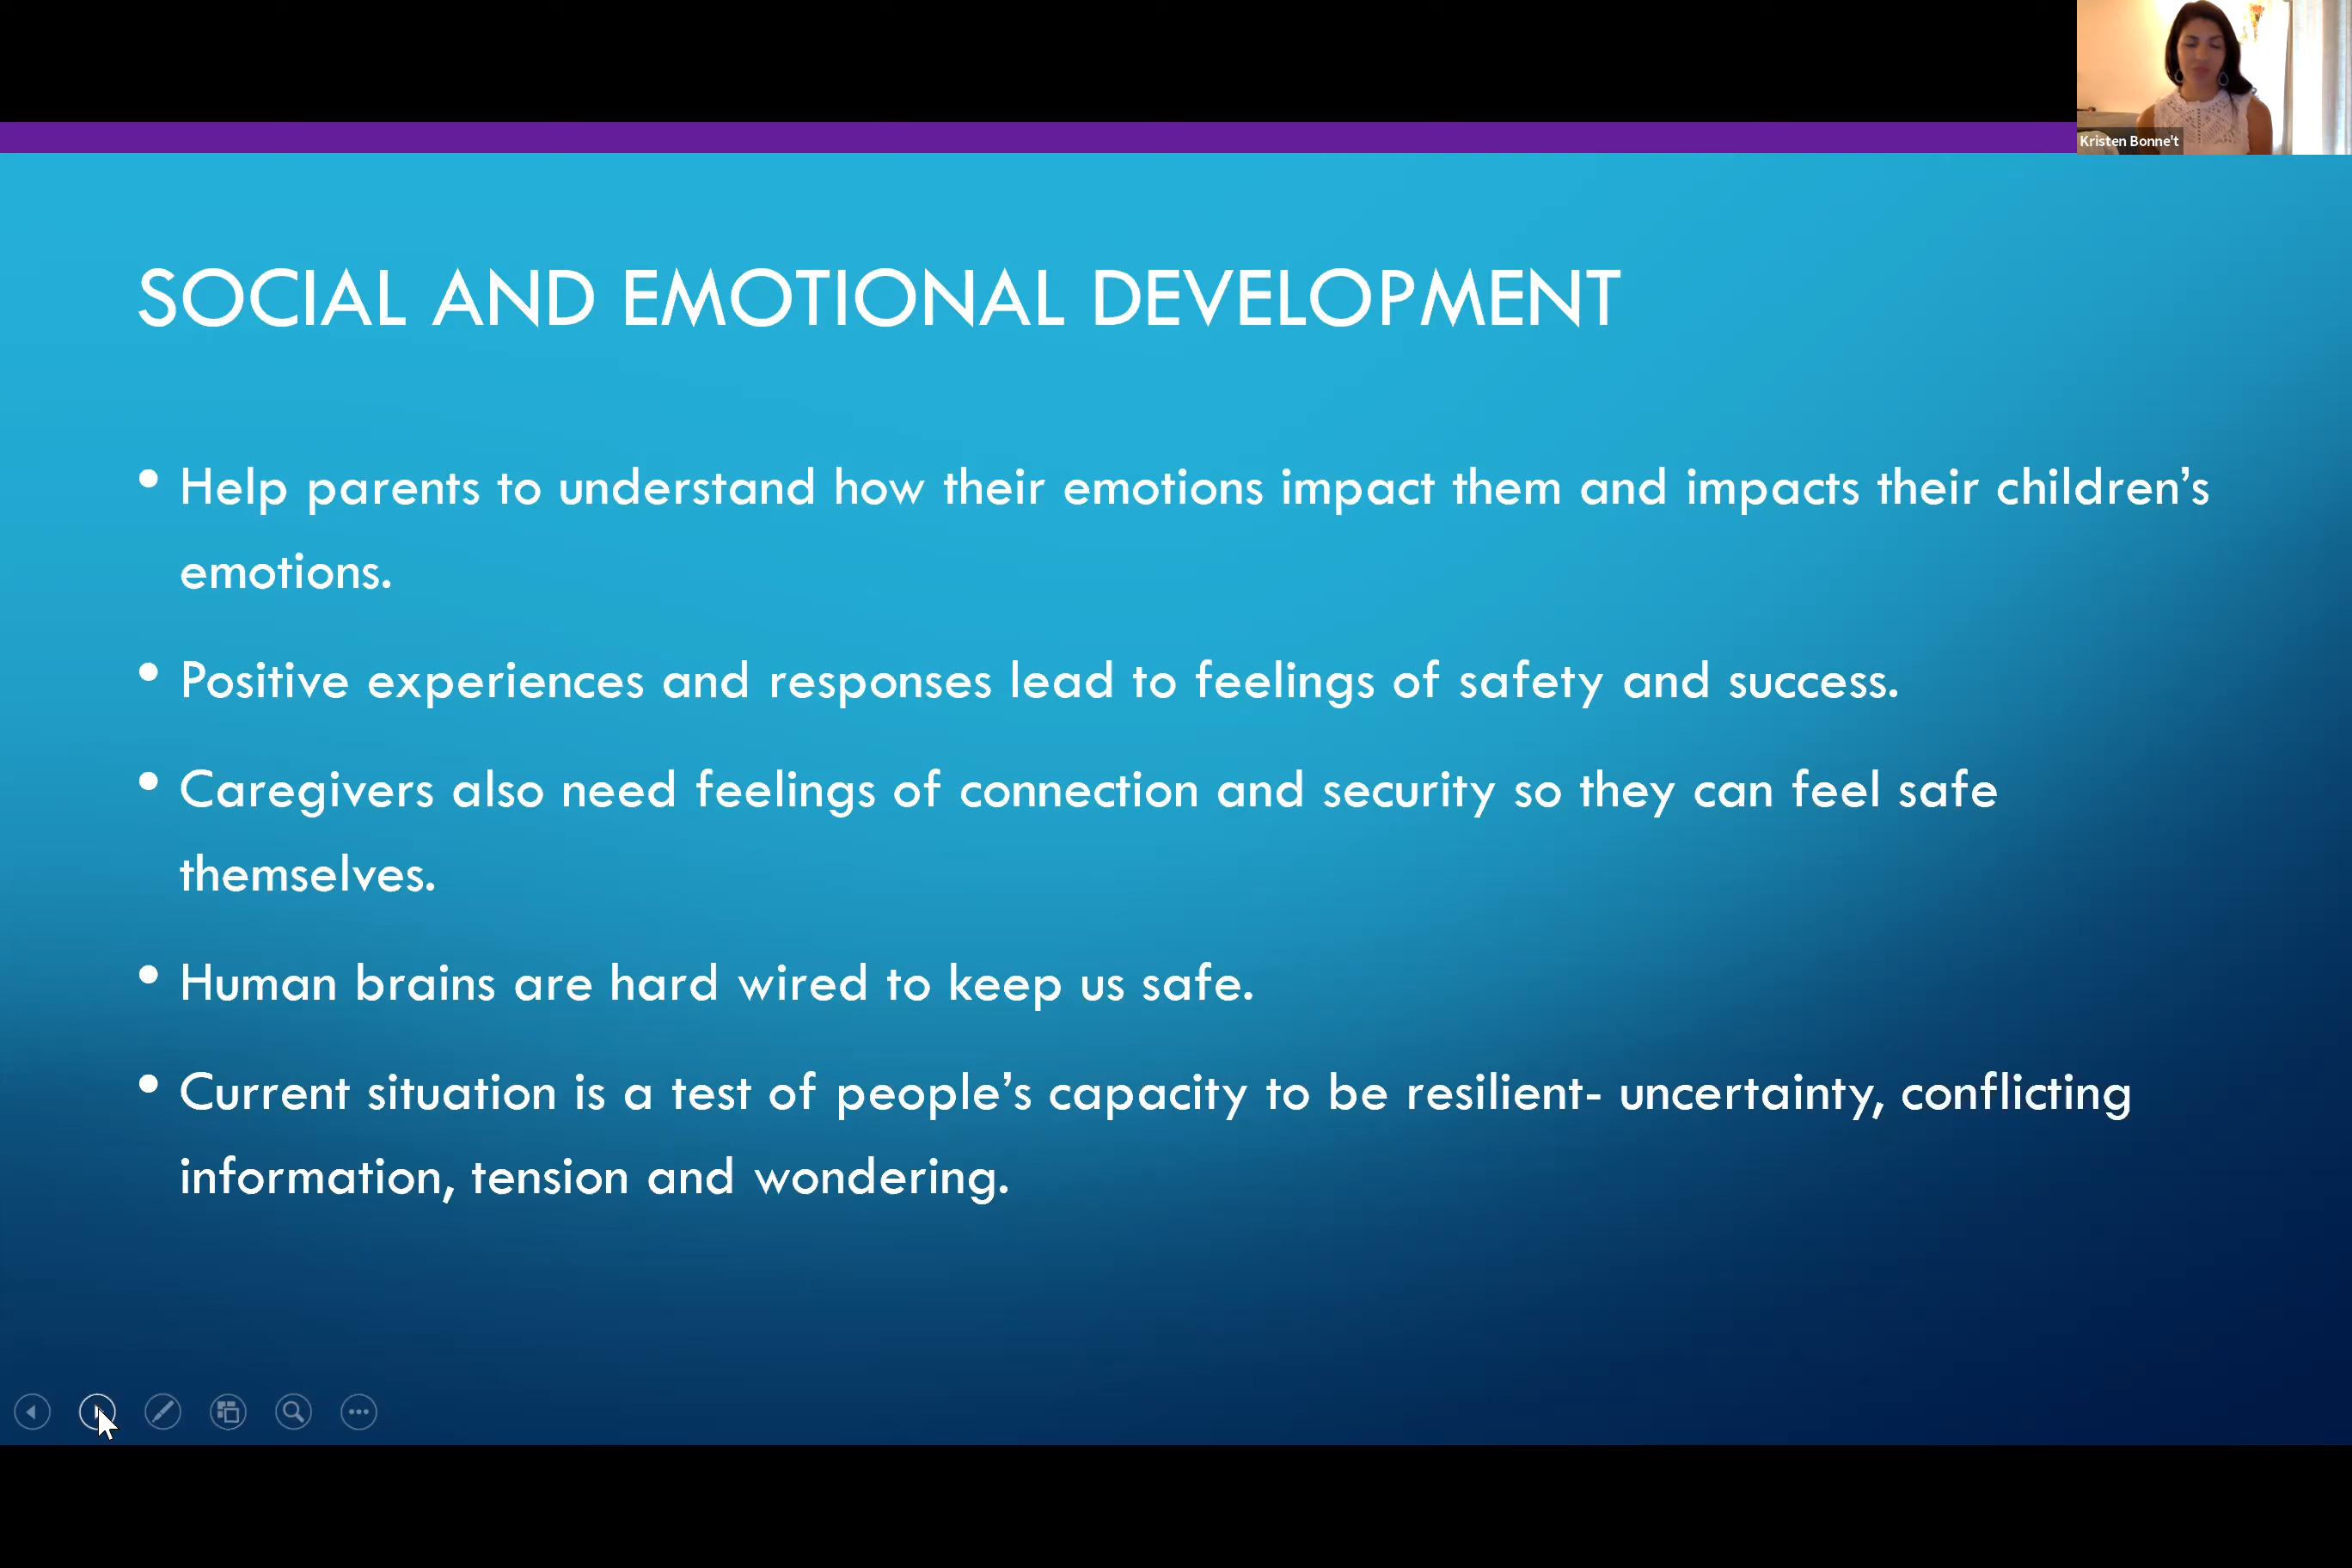 Kristen Bonne't
SOCIAL AND EMOTIONAL DEVELOPMENT
• Help parents to understand how their emotions impact them and impacts their children’s
emotions.
• Positive experiences and responses lead to feelings of safety and success.
• Caregivers also need feelings of connection and security so they can feel safe
themselves.
• Human brains are hard wired to keep us safe.
• Current situation is a test of people’s capacity to be resilient- uncertainty, conflicting
information, tension and wondering.